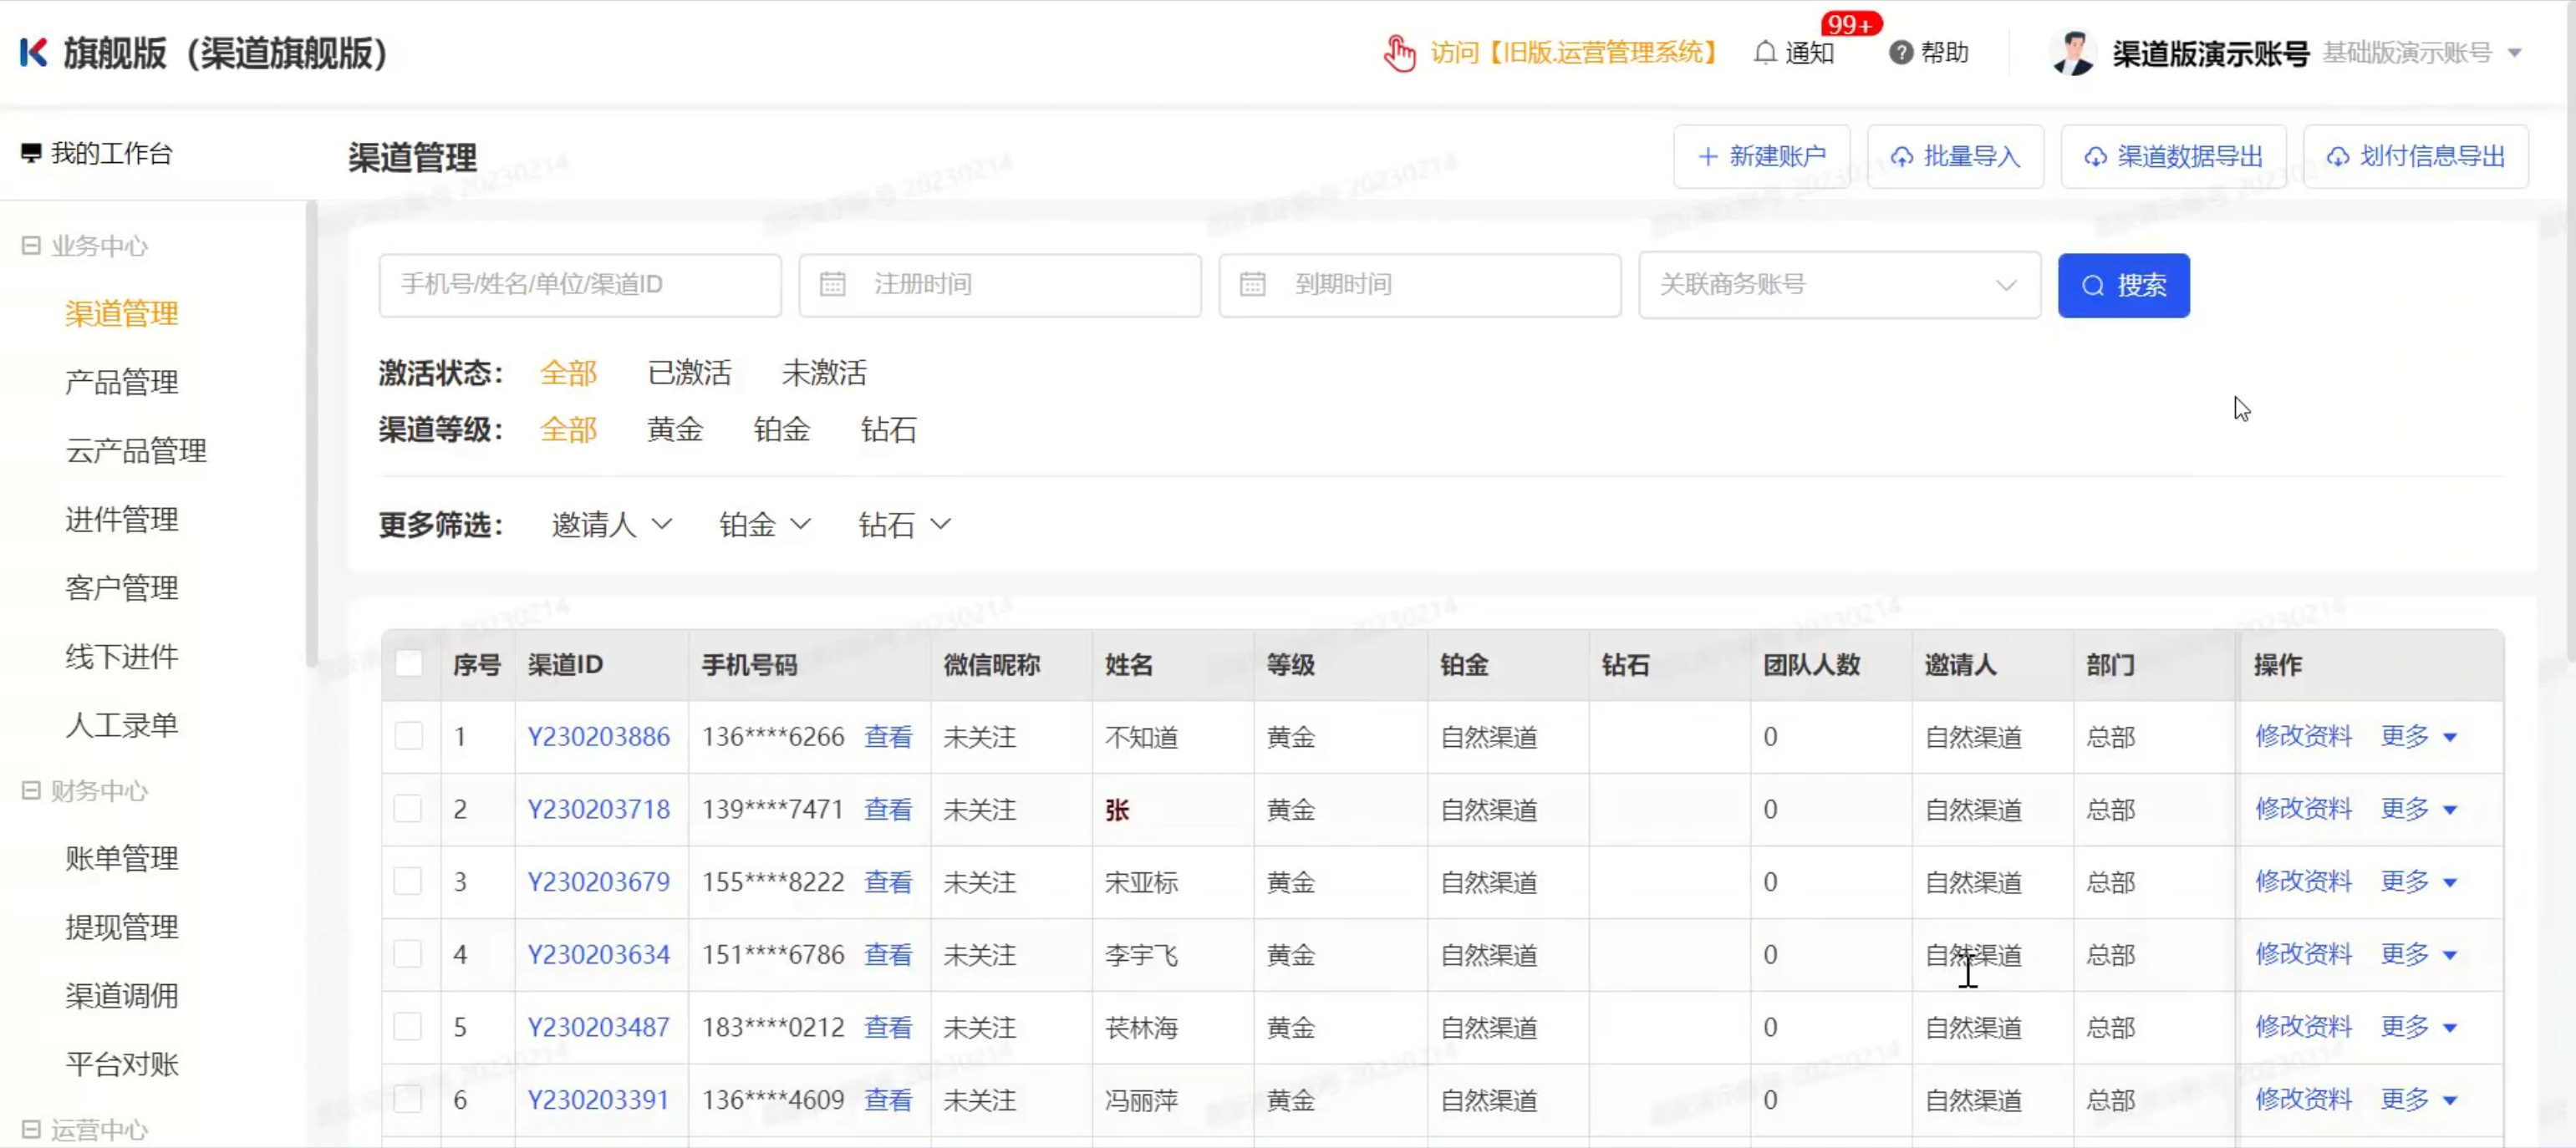 旗舰版（渠道旗舰版）
访问【旧版.运营管理系统】 通知 99+ 帮助 渠道版演示账号 基础版演示账号
我的工作台
渠道管理 新建账户 批量导入 渠道数据导出 划付信息导出
业务中心
渠道管理
产品管理
云产品管理
进件管理
客户管理
线下进件
人工录单
财务中心
账单管理
提现管理
渠道调佣
平台对账
运营中心
手机号/姓名/单位/渠道ID 注册时间 到期时间 关联商务账号 搜索
激活状态： 全部 已激活 未激活
渠道等级： 全部 黄金 铂金 钻石
更多筛选： 邀请人 铂金 钻石
序号 渠道ID 手机号码 微信昵称 姓名 等级 铂金 钻石 团队人数 邀请人 部门 操作
1 Y230203886 136****6266 查看 未关注 不知道 黄金 自然渠道 0 自然渠道 总部 修改资料 更多
2 Y230203718 139****7471 查看 未关注 张 黄金 自然渠道 0 自然渠道 总部 修改资料 更多
3 Y230203679 155****8222 查看 未关注 宋亚标 黄金 自然渠道 0 自然渠道 总部 修改资料 更多
4 Y230203634 151****6786 查看 未关注 李宇飞 黄金 自然渠道 0 自然渠道 总部 修改资料 更多
5 Y230203487 183****0212 查看 未关注 林海 黄金 自然渠道 0 自然渠道 总部 修改资料 更多
6 Y230203391 136****4609 查看 未关注 冯丽萍 黄金 自然渠道 0 自然渠道 总部 修改资料 更多